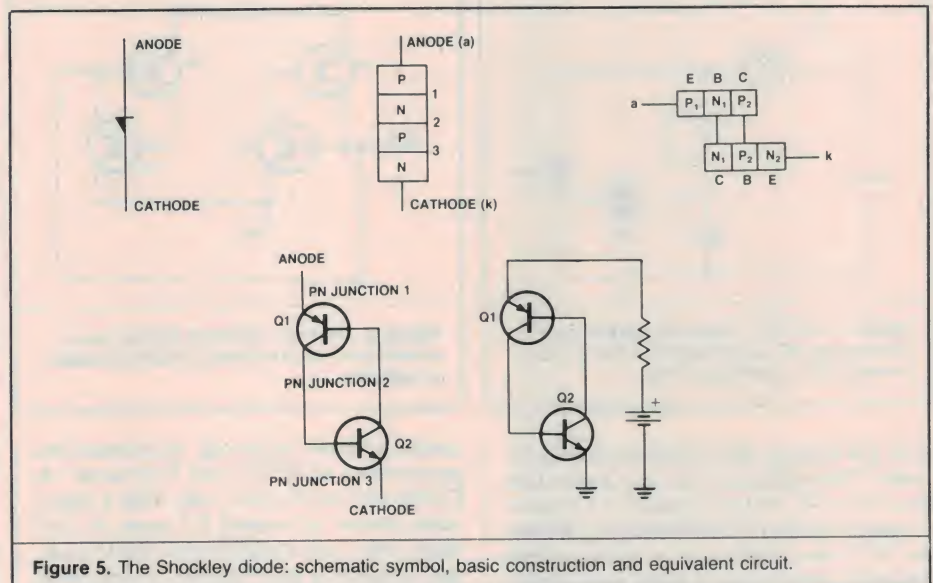 ANODE
CATHODE
ANODE (a)
P
1
N
2
P
3
N
CATHODE (k)
E B C
a P₁ N₁ P₂
N₁ P₂ N₂ k
C B E
ANODE
PN JUNCTION 1
Q1
PN JUNCTION 2
Q2
PN JUNCTION 3
CATHODE
Q1
Q2
+
Figure 5. The Shockley diode: schematic symbol, basic construction and equivalent circuit.